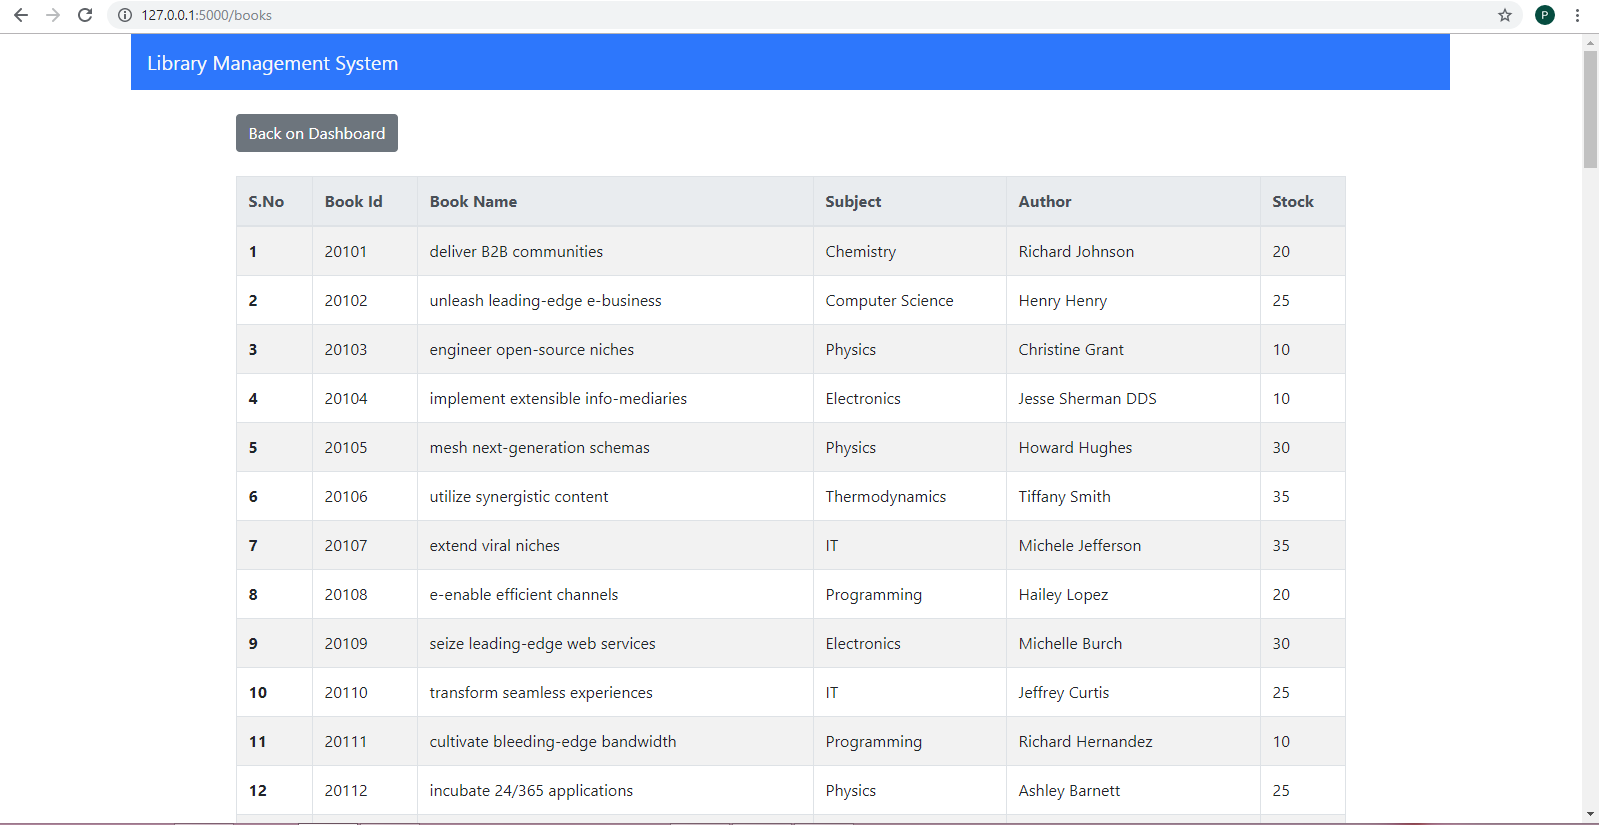 127.0.0.1:5000/books
P
Library Management System
Back on Dashboard
S.No Book Id Book Name Subject Author Stock
1 20101 deliver B2B communities Chemistry Richard Johnson 20
2 20102 unleash leading-edge e-business Computer Science Henry Henry 25
3 20103 engineer open-source niches Physics Christine Grant 10
4 20104 implement extensible info-mediaries Electronics Jesse Sherman DDS 10
5 20105 mesh next-generation schemas Physics Howard Hughes 30
6 20106 utilize synergistic content Thermodynamics Tiffany Smith 35
7 20107 extend viral niches IT Michele Jefferson 35
8 20108 e-enable efficient channels Programming Hailey Lopez 20
9 20109 seize leading-edge web services Electronics Michelle Burch 30
10 20110 transform seamless experiences IT Jeffrey Curtis 25
11 20111 cultivate bleeding-edge bandwidth Programming Richard Hernandez 10
12 20112 incubate 24/365 applications Physics Ashley Barnett 25